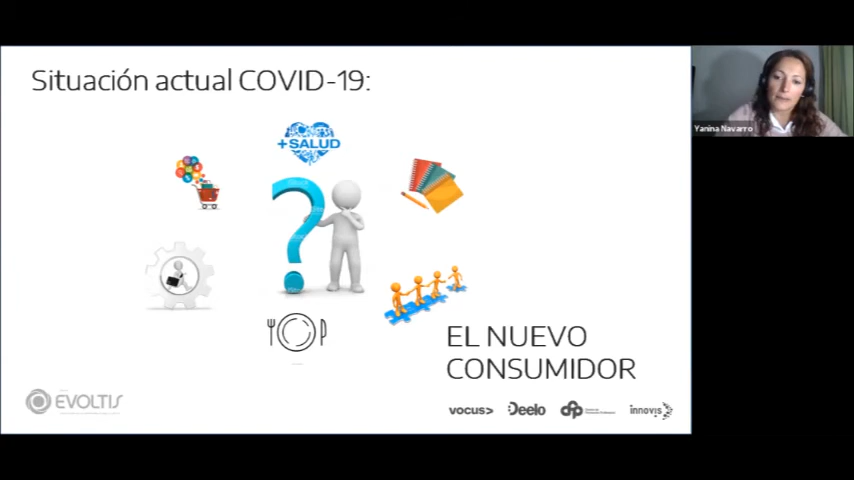 Situación actual COVID-19:
+SALUD
Yanina Navarro
EL NUEVO
CONSUMIDOR
EVOLTIS
vocus>
Deelo
innovis